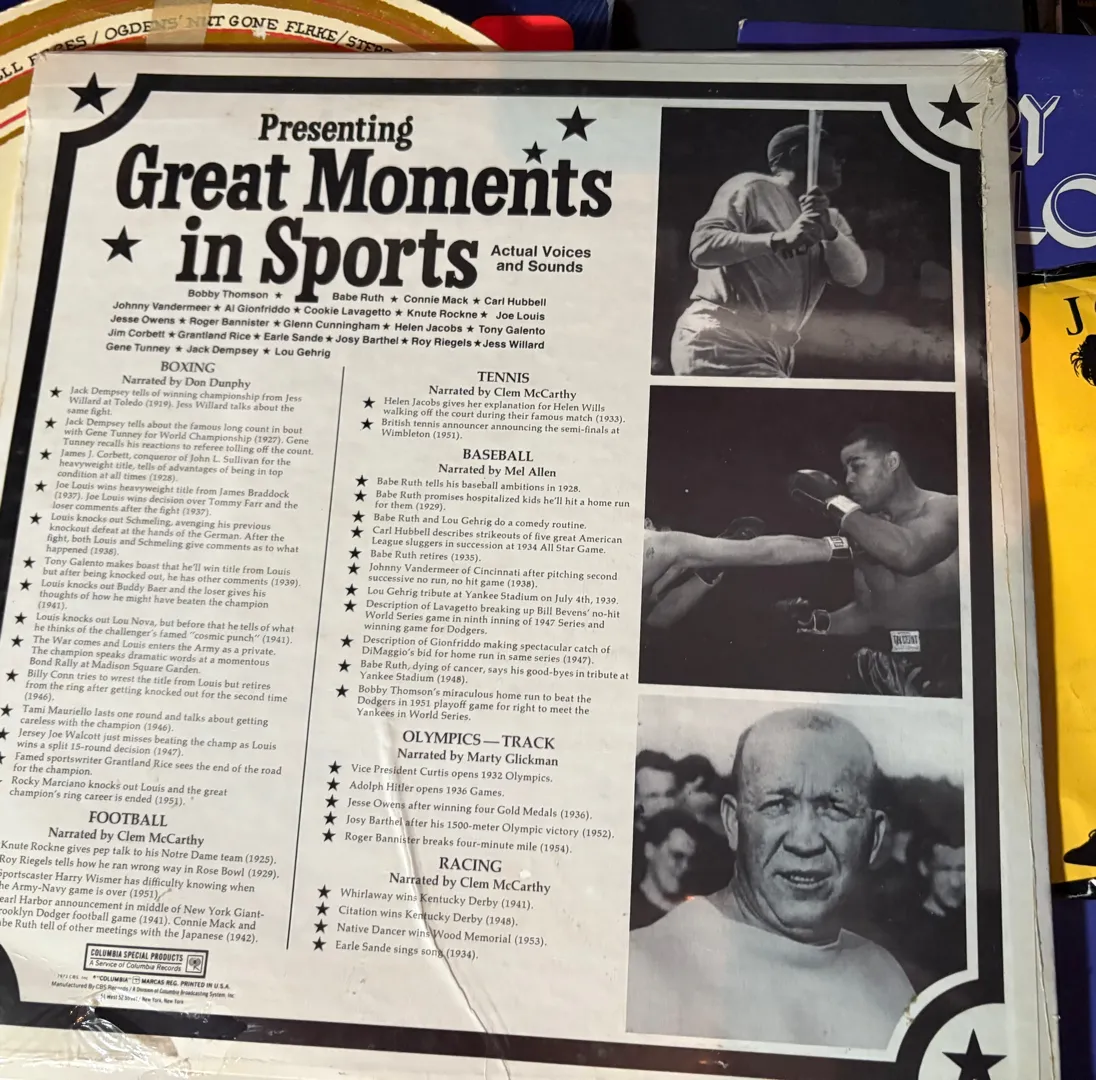 OGDENS' NUT GONE FLAKE/
Presenting
Great Moments
in Sports
Actual Voices
and Sounds
Bobby Thomson ★ Babe Ruth ★ Connie Mack ★ Carl Hubbell
Johnny Vandermeer ★ Al Gionfriddo ★ Cookie Lavagetto ★ Knute Rockne ★ Joe Louis
Jesse Owens ★ Roger Bannister ★ Glenn Cunningham ★ Helen Jacobs ★ Tony Galento
Jim Corbett ★ Grantland Rice ★ Earle Sande ★ Josy Barthel ★ Roy Riegels ★ Jess Willard
Gene Tunney ★ Jack Dempsey ★ Lou Gehrig
BOXING
Narrated by Don Dunphy
★ Jack Dempsey tells of winning championship from Jess
Willard at Toledo (1919). Jess Willard talks about the
same fight.
★ Jack Dempsey tells about the famous long count in bout
with Gene Tunney for World Championship (1927). Gene
Tunney recalls his reactions to referee tolling off the count.
★ James J. Corbett, conqueror of John L. Sullivan for the
heavyweight title, tells of advantages of being in top
condition at all times (1928).
★ Joe Louis wins heavyweight title from James Braddock
(1937). Joe Louis wins decision over Tommy Farr and the
loser comments after the fight (1937).
★ Louis knocks out Schmeling, avenging his previous
knockout defeat at the hands of the German. After the
fight, both Louis and Schmeling give comments as to what
happened (1938).
★ Tony Galento makes boast that he'll win title from Louis
but after being knocked out, he has other comments (1939).
★ Louis knocks out Buddy Baer and the loser gives his
thoughts of how he might have beaten the champion
(1941).
★ Louis knocks out Lou Nova, but before that he tells of what
he thinks of the challenger's famed "cosmic punch" (1941).
★ The War comes and Louis enters the Army as a private.
The champion speaks dramatic words at a momentous
Bond Rally at Madison Square Garden.
★ Billy Conn tries to wrest the title from Louis but retires
from the ring after getting knocked out for the second time
(1946).
★ Tami Mauriello lasts one round and talks about getting
careless with the champion (1946).
★ Jersey Joe Walcott just misses beating the champ as Louis
wins a split 15-round decision (1947).
★ Famed sportswriter Grantland Rice sees the end of the road
for the champion.
Rocky Marciano knocks out Louis and the great
champion's ring career is ended (1951).
FOOTBALL
Narrated by Clem McCarthy
Knute Rockne gives pep talk to his Notre Dame team (1925).
Roy Riegels tells how he ran wrong way in Rose Bowl (1929).
portscaster Harry Wismer has difficulty knowing when
he Army-Navy game is over (1951).
earl Harbor announcement in middle of New York Giant-
rooklyn Dodger football game (1941). Connie Mack and
be Ruth tell of other meetings with the Japanese (1942).
TENNIS
Narrated by Clem McCarthy
★ Helen Jacobs gives her explanation for Helen Wills
walking off the court during their famous match (1933).
★ British tennis announcer announcing the semi-finals at
Wimbleton (1951).
BASEBALL
Narrated by Mel Allen
★ Babe Ruth tells his baseball ambitions in 1928.
★ Babe Ruth promises hospitalized kids he'll hit a home run
for them (1929).
★ Babe Ruth and Lou Gehrig do a comedy routine.
★ Carl Hubbell describes strikeouts of five great American
League sluggers in succession at 1934 All Star Game.
★ Babe Ruth retires (1935).
★ Johnny Vandermeer of Cincinnati after pitching second
successive no run, no hit game (1938).
★ Lou Gehrig tribute at Yankee Stadium on July 4th, 1939.
★ Description of Lavagetto breaking up Bill Bevens' no-hit
World Series game in ninth inning of 1947 Series and
winning game for Dodgers.
★ Description of Gionfriddo making spectacular catch of
DiMaggio's bid for home run in same series (1947).
★ Babe Ruth, dying of cancer, says his good-byes in tribute at
Yankee Stadium (1948).
★ Bobby Thomson's miraculous home run to beat the
Dodgers in 1951 playoff game for right to meet the
Yankees in World Series.
OLYMPICS — TRACK
Narrated by Marty Glickman
★ Vice President Curtis opens 1932 Olympics.
★ Adolph Hitler opens 1936 Games.
★ Jesse Owens after winning four Gold Medals (1936).
★ Josy Barthel after his 1500-meter Olympic victory (1952).
★ Roger Bannister breaks four-minute mile (1954).
RACING
Narrated by Clem McCarthy
★ Whirlaway wins Kentucky Derby (1941).
★ Citation wins Kentucky Derby (1948).
★ Native Dancer wins Wood Memorial (1953).
★ Earle Sande sings song (1934).
COLUMBIA SPECIAL PRODUCTS
A Service of Columbia Records
"COLUMBIA" MARCAS REG. PRINTED IN U.S.A.
Manufactured By CBS Records / A Division of Columbia Broadcasting System, Inc.
51 West 52 Street / New York, New York